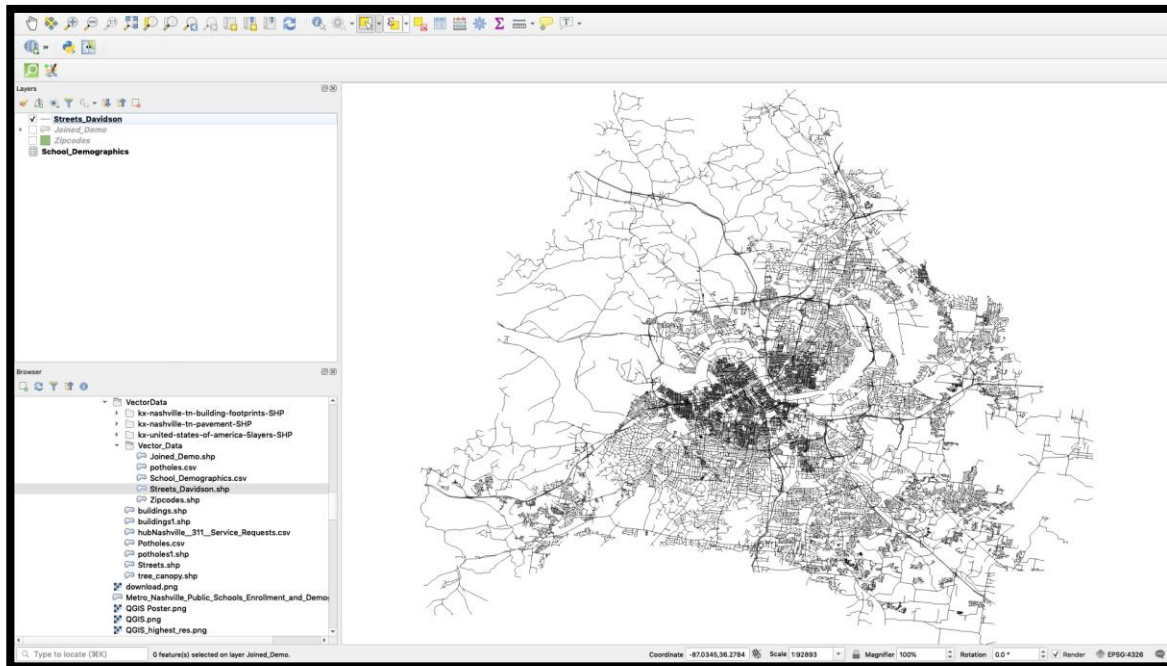 Layers
Streets_Davidson
Joined_Demo
Zipcodes
School_Demographics
Browser
VectorData
kx-nashville-tn-building-footprints-SHP
kx-nashville-tn-pavement-SHP
kx-united-states-of-america-5layers-SHP
Vector_Data
Joined_Demo.shp
potholes.csv
School_Demographics.csv
Streets_Davidson.shp
Zipcodes.shp
buildings.shp
buildings1.shp
hubNashville__311__Service_Requests.csv
Potholes.csv
potholes1.shp
Streets.shp
tree_canopy.shp
download.png
Metro_Nashville_Public_Schools_Enrollment_and_Demo
QGIS Poster.png
QGIS.png
QGIS_highest_res.png
Type to locate (⌘K) 0 feature(s) selected on layer Joined_Demo. Coordinate -87.0345,36.2784 Scale 1:92893 Magnifier 100% Rotation 0.0 ° Render EPSG:4326